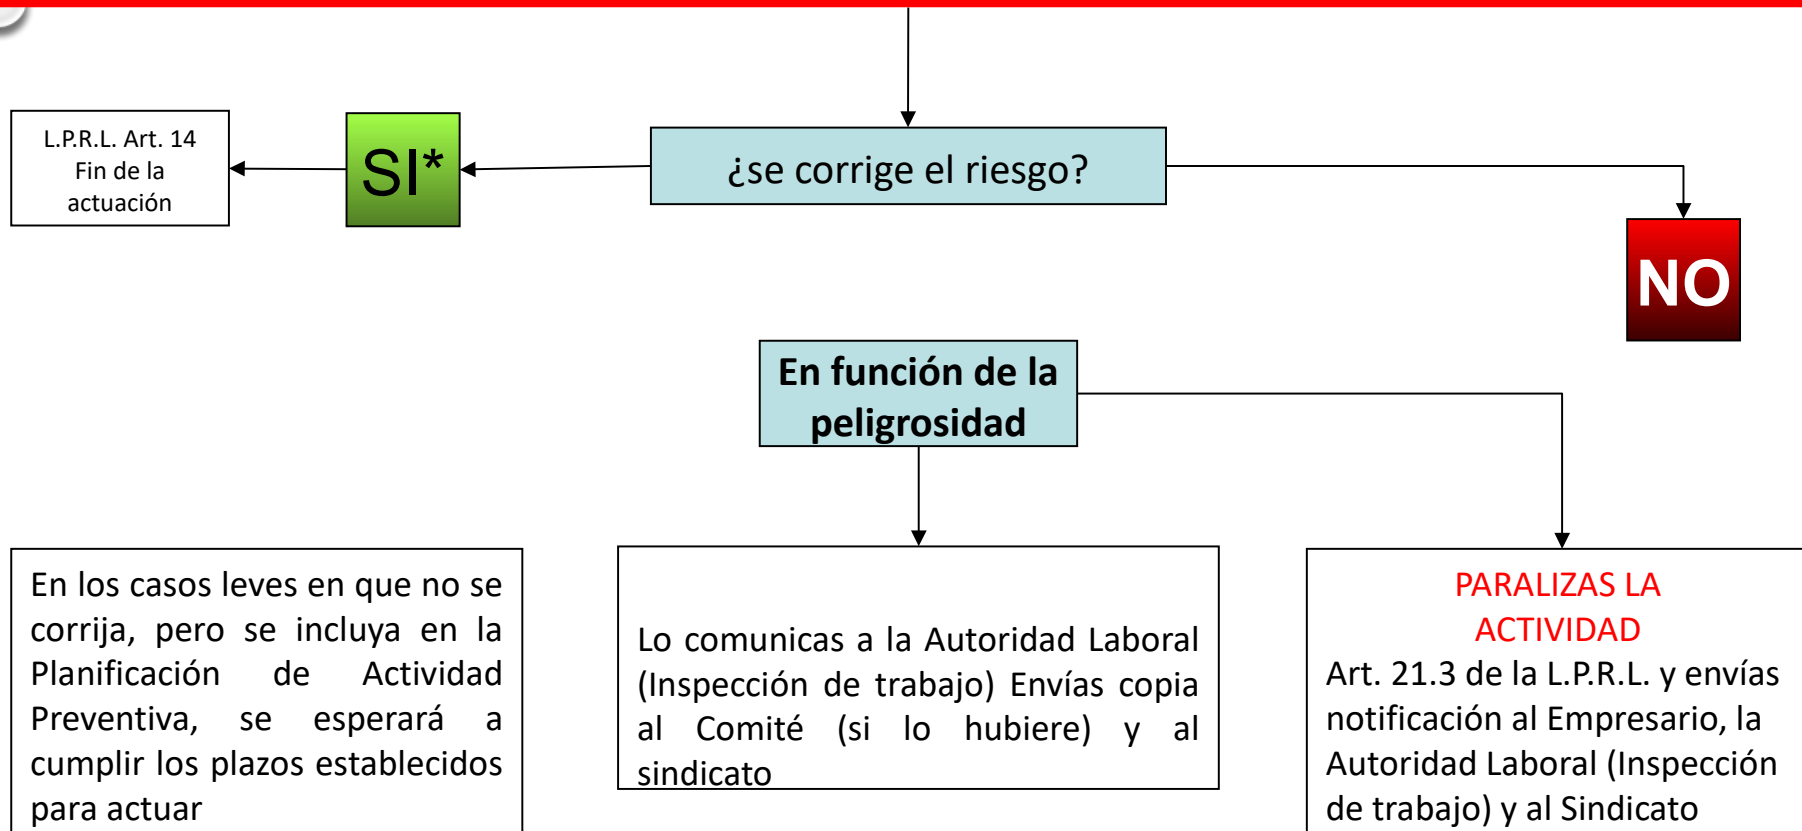 L.P.R.L. Art. 14
Fin de la
actuación
SI*
¿se corrige el riesgo?
NO
En función de la
peligrosidad
En los casos leves en que no se
corrija, pero se incluya en la
Planificación de Actividad
Preventiva, se esperará a
cumplir los plazos establecidos
para actuar
Lo comunicas a la Autoridad Laboral
(Inspección de trabajo) Envías copia
al Comité (si lo hubiere) y al
sindicato
PARALIZAS LA
ACTIVIDAD
Art. 21.3 de la L.P.R.L. y envías
notificación al Empresario, la
Autoridad Laboral (Inspección
de trabajo) y al Sindicato